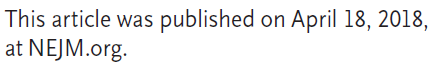 This article was published on April 18, 2018,
at NEJM.org.